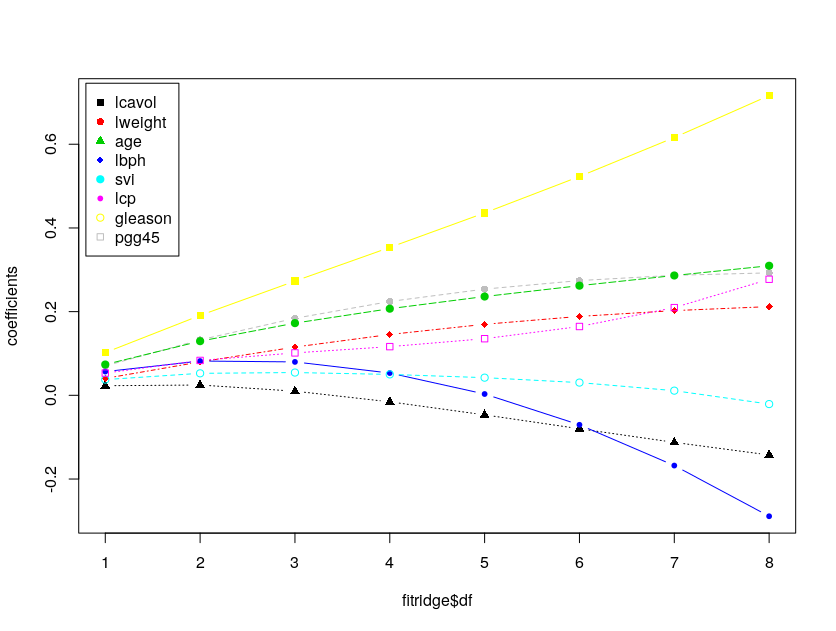 lcavol
lweight
age
lbph
svi
lcp
gleason
pgg45
coefficients
0.6
0.4
0.2
0.0
-0.2
1 2 3 4 5 6 7 8
fitridge$df